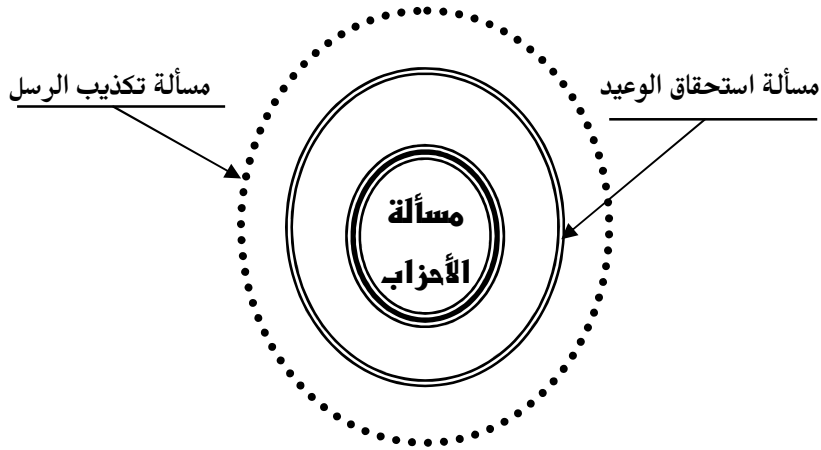 مسألة استحقاق الوعيد
مسألة تكذيب الرسل
مسألة
الأحزاب